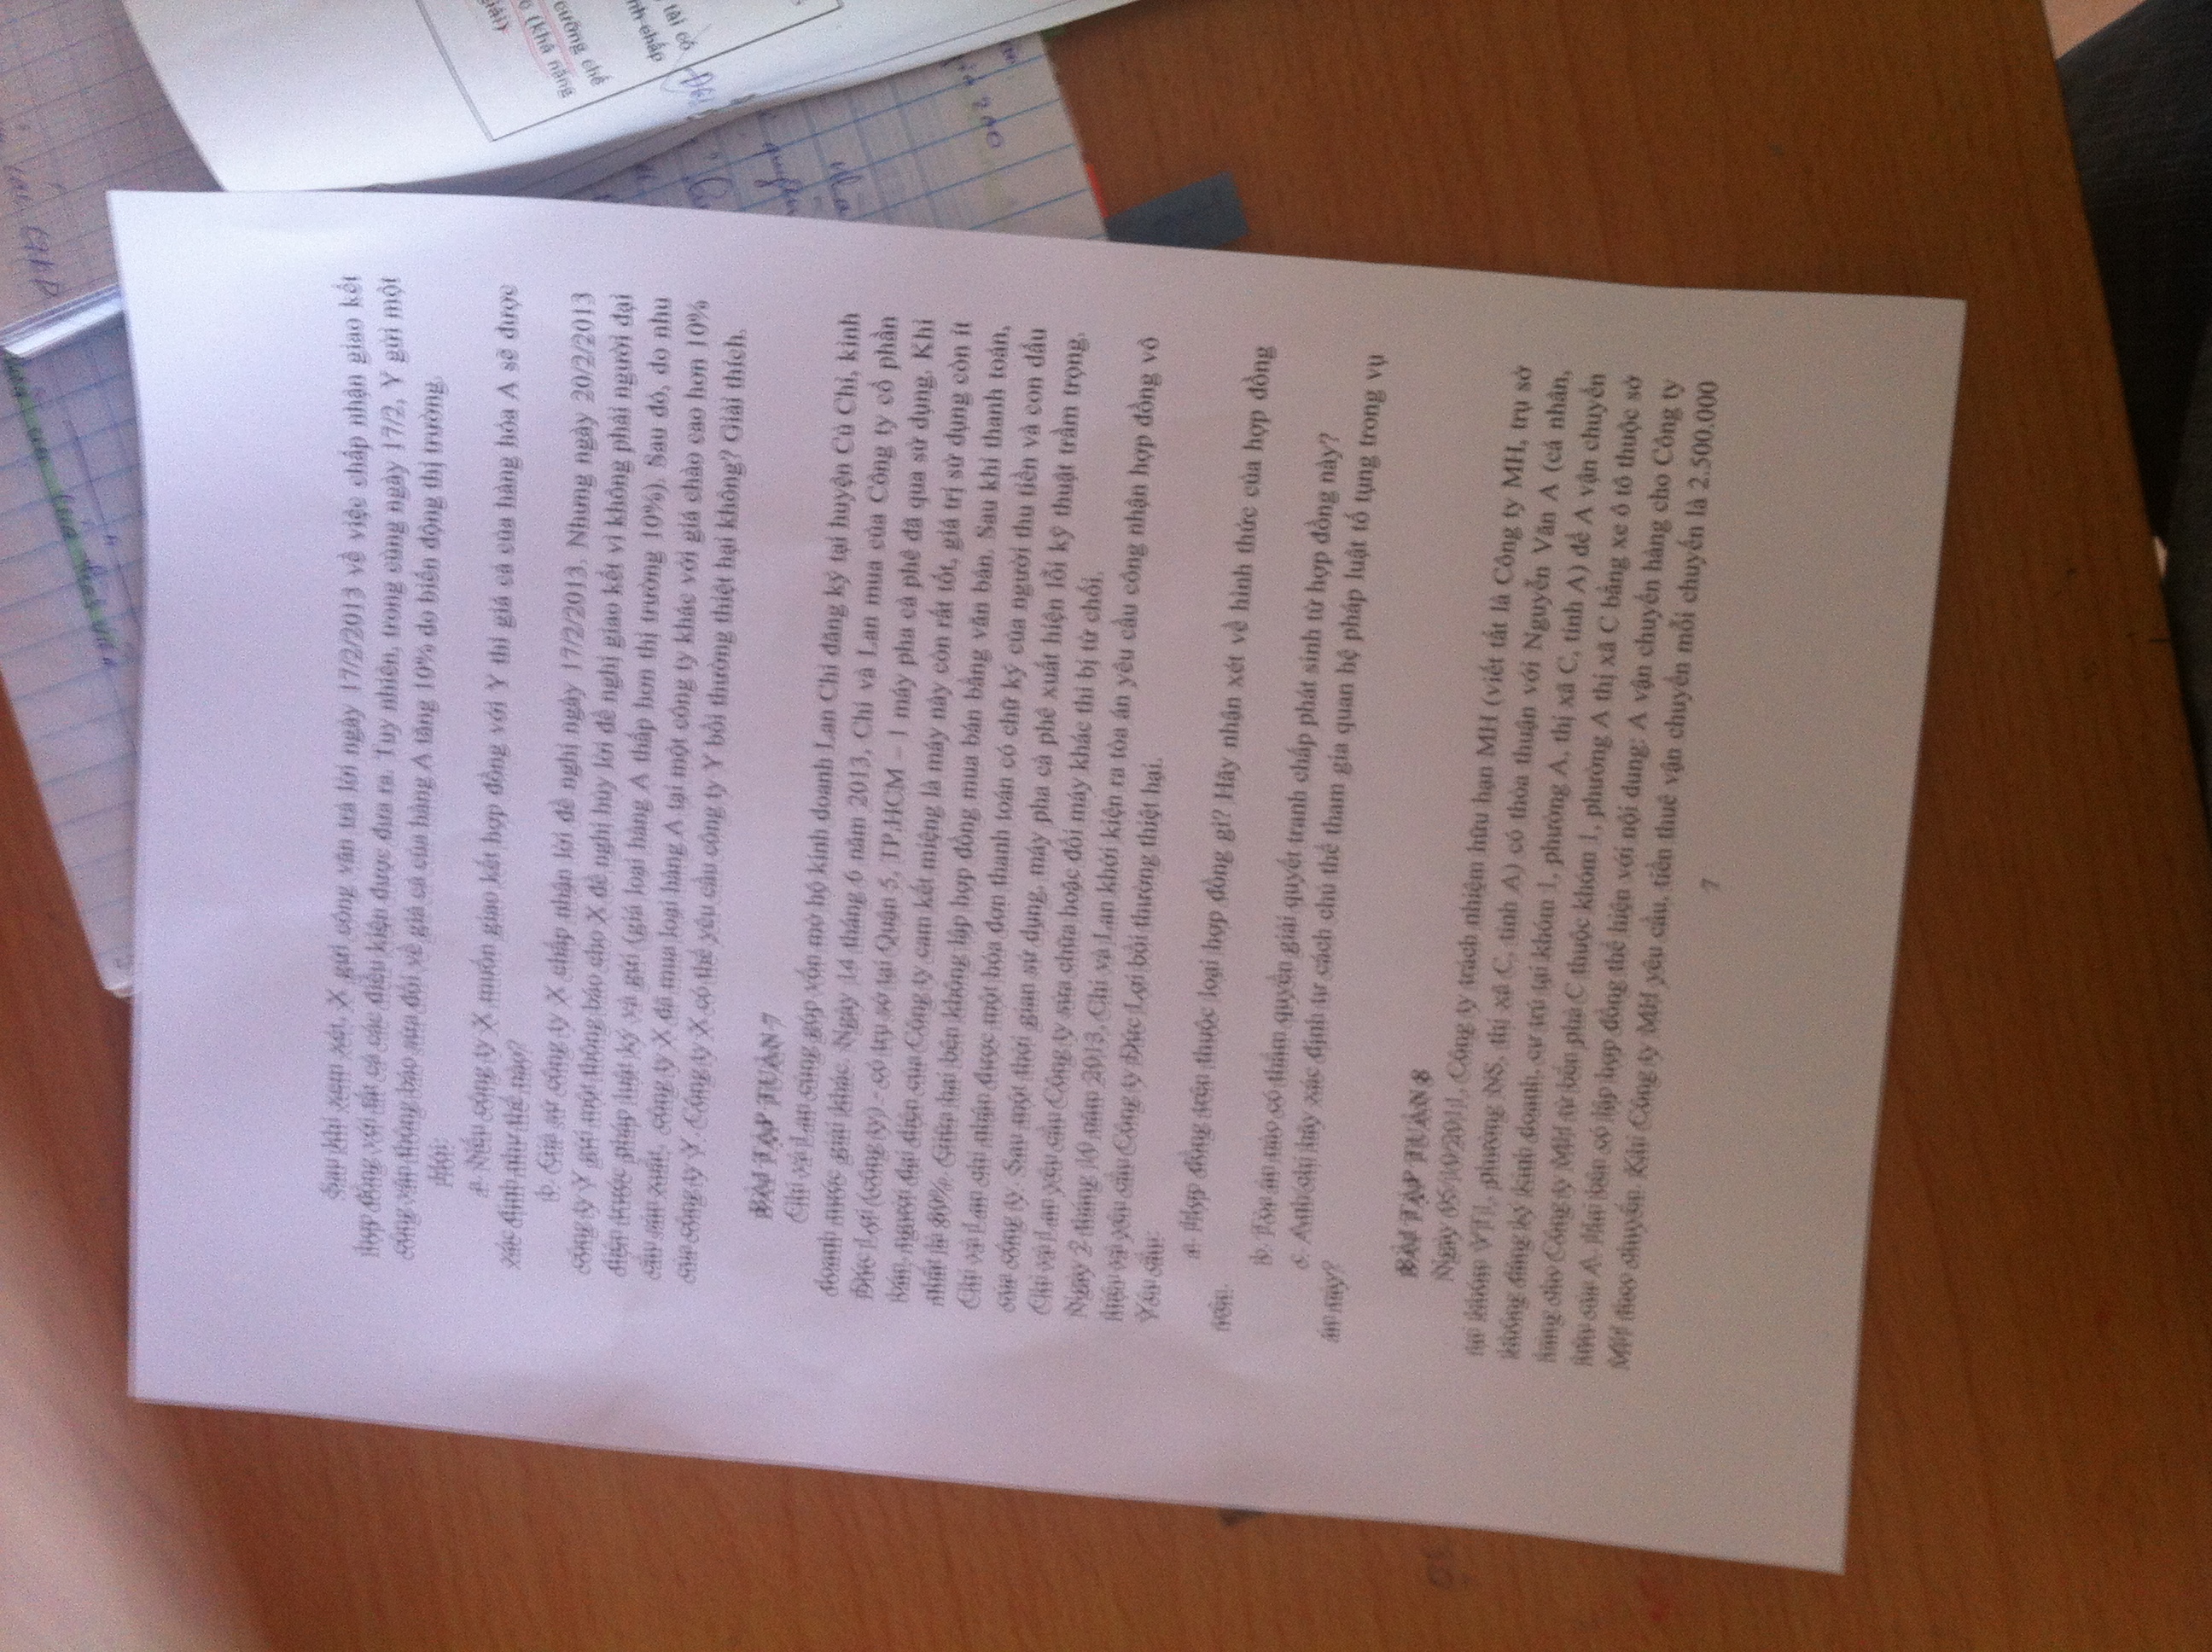 Sau khi xem xét, X gửi công văn trả lời ngày 17/2/2013 về việc chấp nhận giao kết
hợp đồng với tất cả các điều kiện được đưa ra. Tuy nhiên, trong cùng ngày 17/2, Y gửi một
công văn thông báo sửa đổi về giá cả của hàng A tăng 10% do biến động thị trường.
Hỏi:
a. Nếu công ty X muốn giao kết hợp đồng với Y thì giá cả của hàng hóa A sẽ được
xác định như thế nào?
b. Giả sử công ty X chấp nhận lời đề nghị ngày 17/2/2013. Nhưng ngày 20/2/2013
công ty Y gửi một thông báo cho X đề nghị hủy lời đề nghị giao kết vì không phải người đại
diện trước pháp luật ký và gửi (giá loại hàng A thấp hơn thị trường 10%). Sau đó, do nhu
cầu sản xuất, công ty X đã mua loại hàng A tại một công ty khác với giá chào cao hơn 10%
của công ty Y. Công ty X có thể yêu cầu công ty Y bồi thường thiệt hại không? Giải thích.
BÀI TẬP TUẦN 7
Chi và Lan cùng góp vốn mở hộ kinh doanh Lan Chi đăng ký tại huyện Củ Chi, kinh
doanh nước giải khác. Ngày 14 tháng 6 năm 2013, Chi và Lan mua của Công ty cổ phần
Đức Lợi (công ty) - có trụ sở tại Quận 5, TP.HCM – 1 máy pha cà phê đã qua sử dụng. Khi
bán, người đại diện của Công ty cam kết miệng là máy này còn rất tốt, giá trị sử dụng còn ít
nhất là 80%. Giữa hai bên không lập hợp đồng mua bán bằng văn bản. Sau khi thanh toán,
Chi và Lan chỉ nhận được một hóa đơn thanh toán có chữ ký của người thu tiền và con dấu
của công ty. Sau một thời gian sử dụng, máy pha cà phê xuất hiện lỗi kỹ thuật trầm trọng.
Chi và Lan yêu cầu Công ty sửa chữa hoặc đổi máy khác thì bị từ chối.
Ngày 2 tháng 10 năm 2013, Chi và Lan khởi kiện ra tòa án yêu cầu công nhận hợp đồng vô
hiệu và yêu cầu Công ty Đức Lợi bồi thường thiệt hại.
Yêu cầu:
a. Hợp đồng trên thuộc loại hợp đồng gì? Hãy nhận xét về hình thức của hợp đồng
trên.
b. Tòa án nào có thẩm quyền giải quyết tranh chấp phát sinh từ hợp đồng này?
c. Anh chị hãy xác định tư cách chủ thể tham gia quan hệ pháp luật tố tụng trong vụ
án này?
BÀI TẬP TUẦN 8
Ngày 05/10/2011, Công ty trách nhiệm hữu hạn MH (viết tắt là Công ty MH, trụ sở
tại khóm phường NS, thị xã C, tỉnh A) có thỏa thuận với Nguyễn Văn A (cá nhân,
không đăng ký kinh doanh, cư trú tại khóm 1, phường A, thị xã C, tỉnh A) để A vận chuyển
hàng cho Công ty MH từ bến phà C thuộc khóm 1, phường A thị xã C bằng xe ô tô thuộc sở
hữu của A. Hai bên có lập hợp đồng thể hiện với nội dung: A vận chuyển hàng cho Công ty
MH theo chuyến. Khi Công ty MH yêu cầu, tiền thuê vận chuyển mỗi chuyến là 2.500.000
7
cưỡng chế
(khả năng